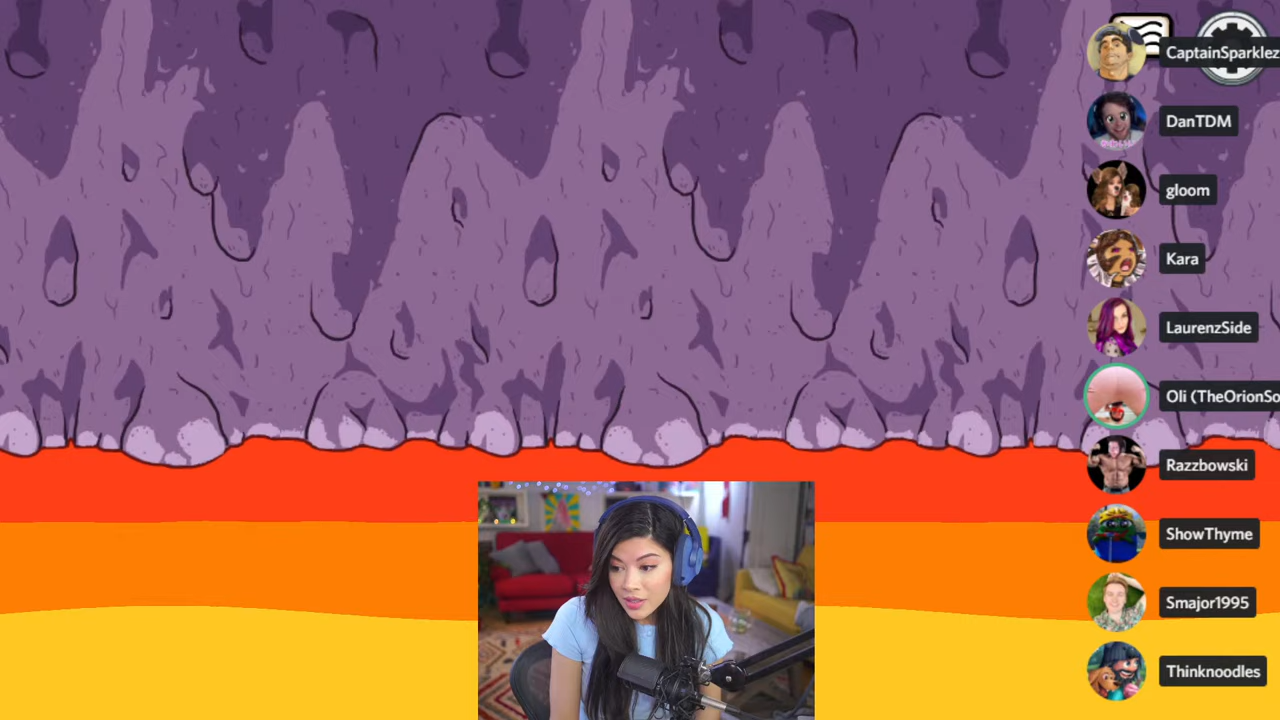 CaptainSparklez
DanTDM
gloom
Kara
LaurenzSide
Oli (TheOrionSo
Razzbowski
ShowThyme
Smajor1995
Thinknoodles